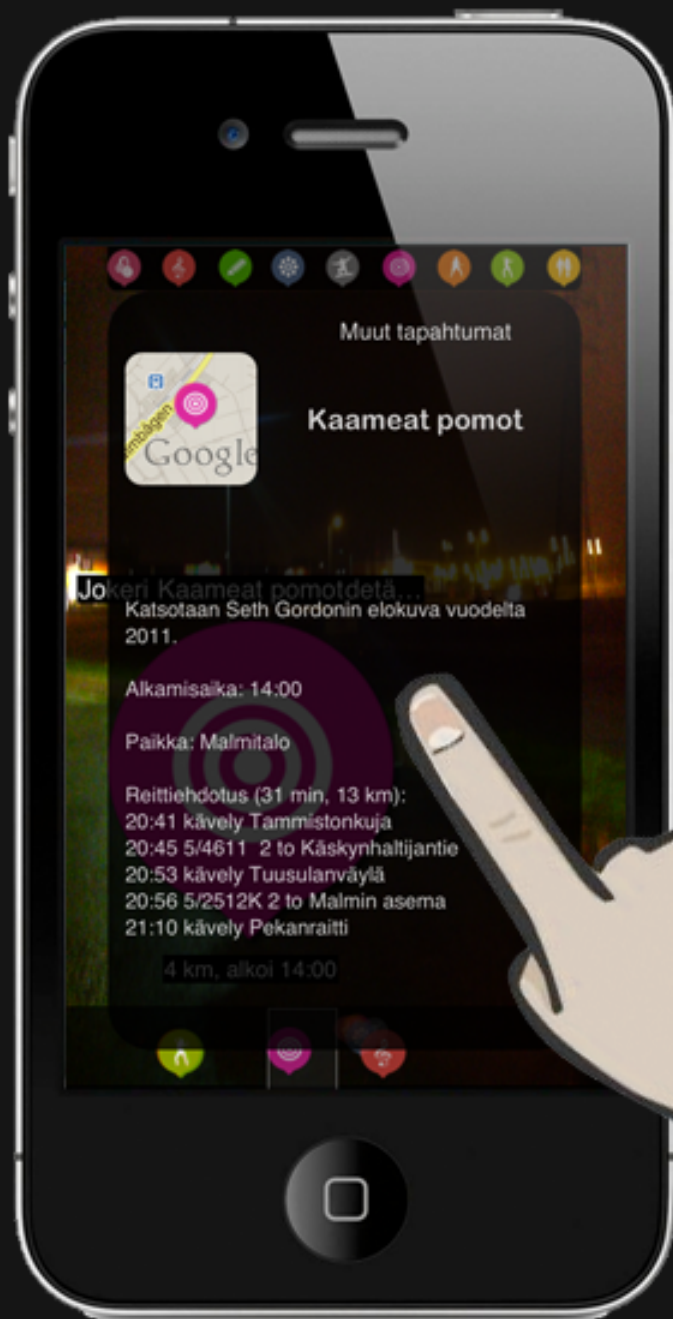 Muut tapahtumat
Kaameat pomot
Google
Jokeri Kaameat pomotdetä...
Katsotaan Seth Gordonin elokuva vuodelta
2011.
Alkamisaika: 14:00
Paikka: Malmitalo
Reittiehdotus (31 min, 13 km):
20:41 kävely Tammistonkuja
20:45 5/4611 2 to Käskynhaltijantie
20:53 kävely Tuusulanväylä
20:56 5/2512K 2 to Malmin asema
21:10 kävely Pekanraitti
4 km, alkoi 14:00